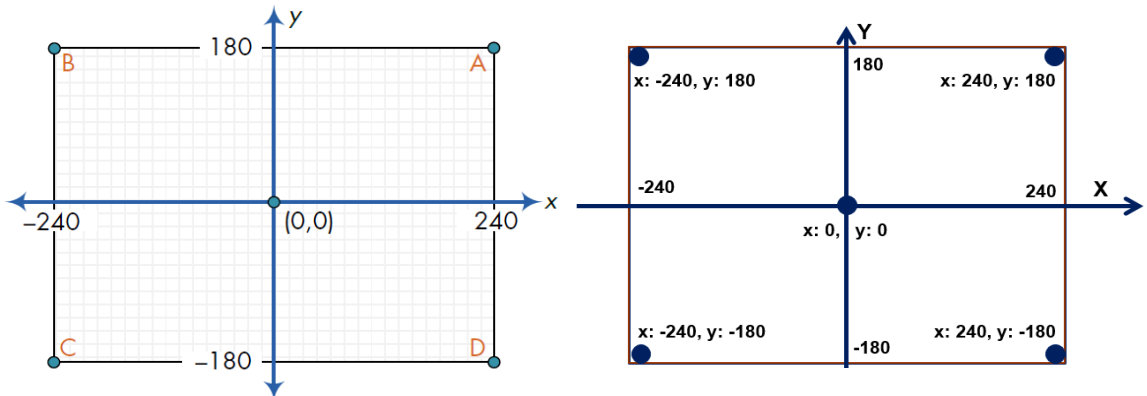 y
B
180
A
x
−240
(0,0)
240
C
−180
D
Y
180
x: -240, y: 180
x: 240, y: 180
-240
240
X
x: 0, y: 0
x: -240, y: -180
x: 240, y: -180
-180